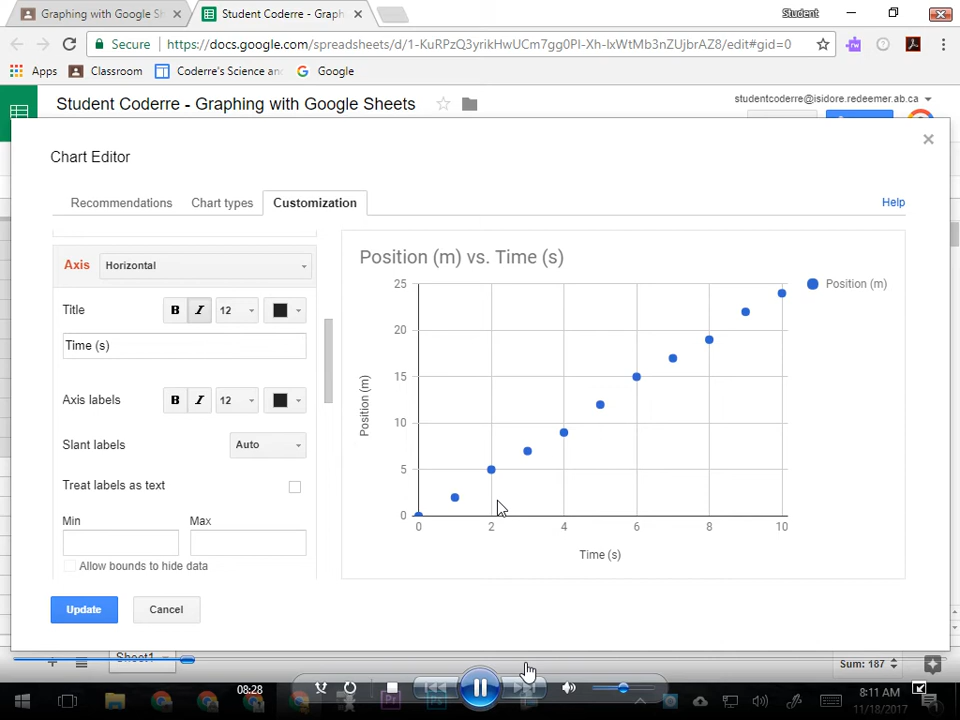 Graphing with Google S
Student Coderre - Graph
Student
Secure
https://docs.google.com/spreadsheets/d/1-KuRPzQ3yrikHwUCm7gg0PI-Xh-IxWtMb3nZUjbrAZ8/edit#gid=0
Apps
Classroom
Coderre's Science an
Google
Student Coderre - Graphing with Google Sheets
studentcoderre@isidore.redeemer.ab.ca
Chart Editor
Recommendations
Chart types
Customization
Help
Axis
Horizontal
Title
B
I
12
Time (s)
Axis labels
B
I
12
Slant labels
Auto
Treat labels as text
Min
Max
Allow bounds to hide data
Update
Cancel
Position (m) vs. Time (s)
Position (m)
25
20
15
10
5
0
Position (m)
0
2
4
6
8
10
Time (s)
Sheet1
Sum: 187
08:28
Pr
8:11 AM
11/18/2017